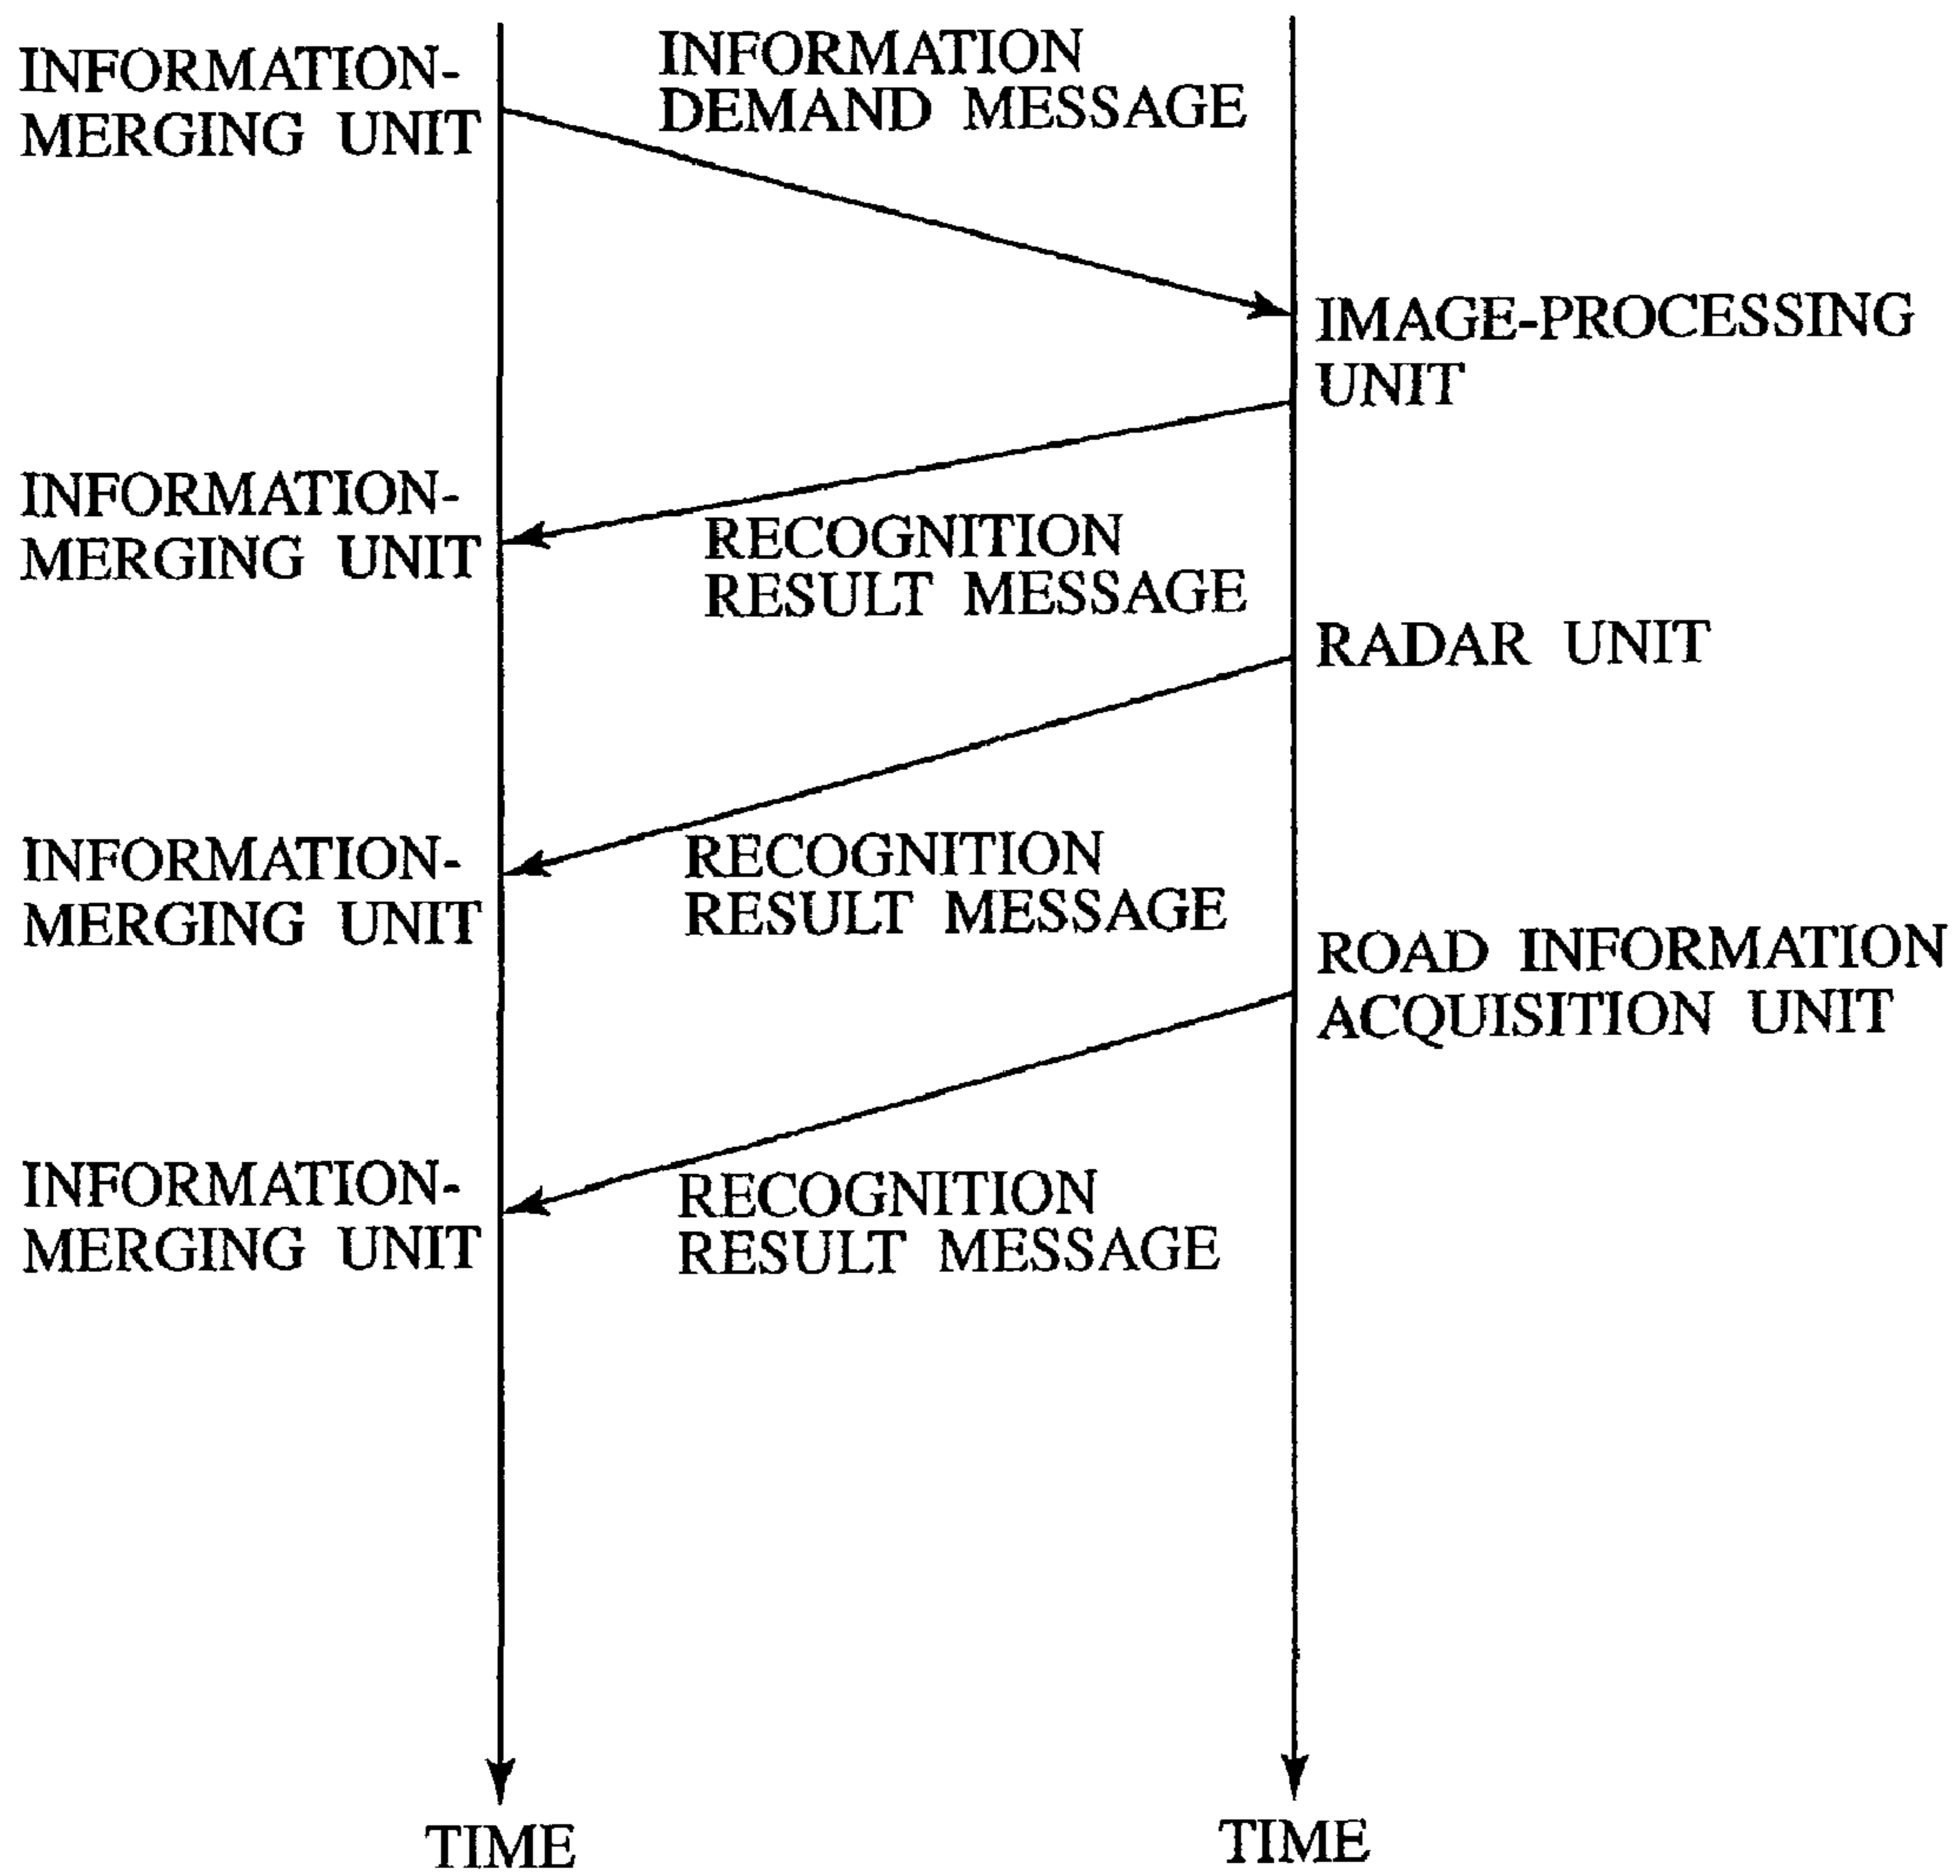 INFORMATION-
MERGING UNIT
INFORMATION
DEMAND MESSAGE
IMAGE-PROCESSING
UNIT
INFORMATION-
MERGING UNIT
RECOGNITION
RESULT MESSAGE
RADAR UNIT
INFORMATION-
MERGING UNIT
RECOGNITION
RESULT MESSAGE
ROAD INFORMATION
ACQUISITION UNIT
INFORMATION-
MERGING UNIT
RECOGNITION
RESULT MESSAGE
TIME
TIME